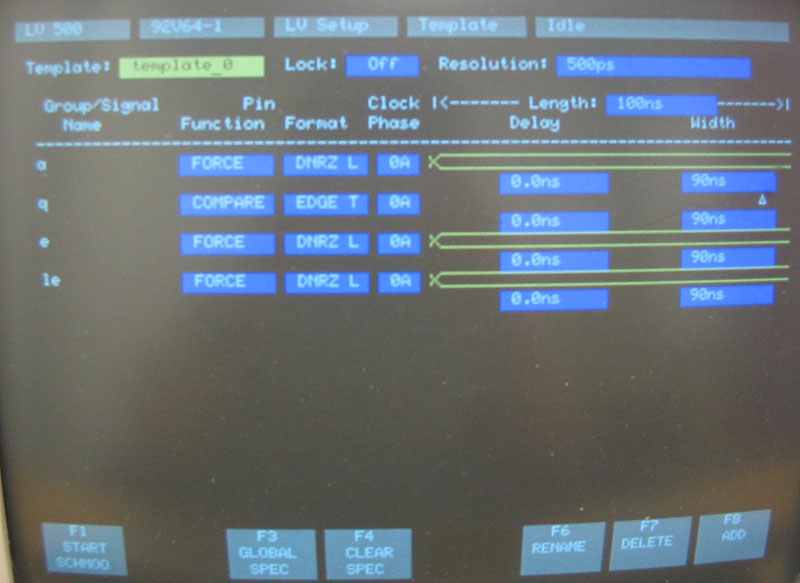 LV 500 92V64-1 LV Setup Template Idle
Template: template_0 Lock: Off Resolution: 500ps
Group/Signal Pin Clock |<------- Length: 100ns ------>|
Name Function Format Phase Delay Width
a FORCE DNRZ L 0A
0.0ns 90ns
q COMPARE EDGE T 0A
0.0ns 90ns
e FORCE DNRZ L 0A
0.0ns 90ns
le FORCE DNRZ L 0A
0.0ns 90ns
F1 F3 F4 F6 F7 F8
START GLOBAL CLEAR RENAME DELETE ADD
SCHMOO SPEC SPEC